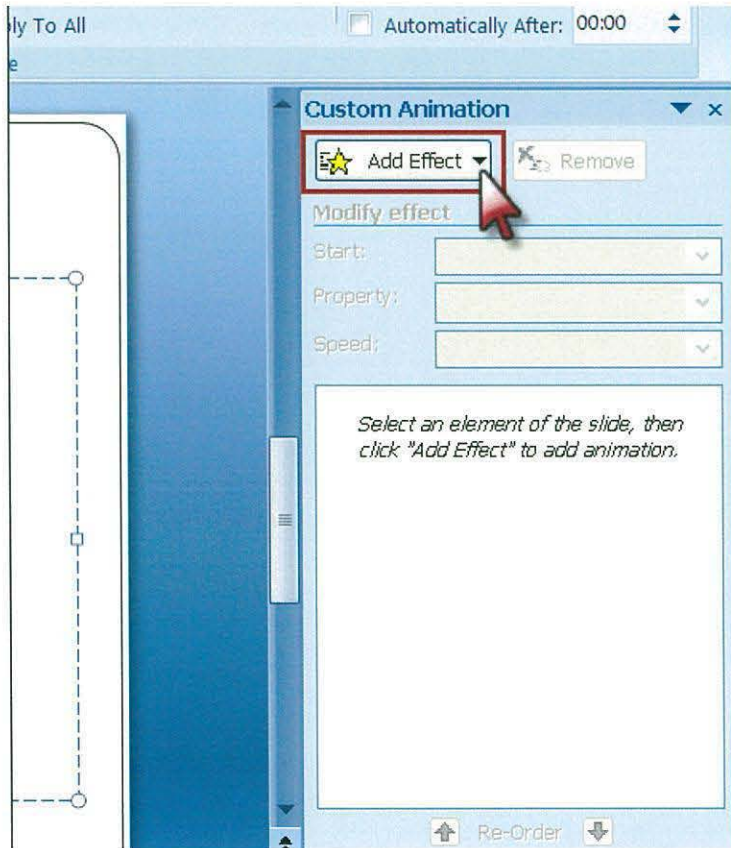 ly To All
Automatically After: 00:00
e
Custom Animation
Add Effect
Remove
Modify effect
Start:
Property:
Speed:
Select an element of the slide, then
click "Add Effect" to add animation.
Re-Order